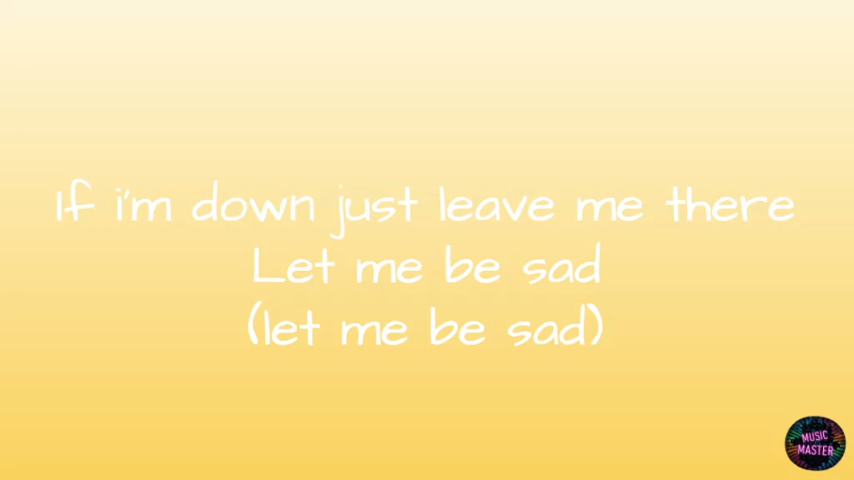 If i'm down just leave me there
Let me be sad
(let me be sad)
MUSIC
MASTER